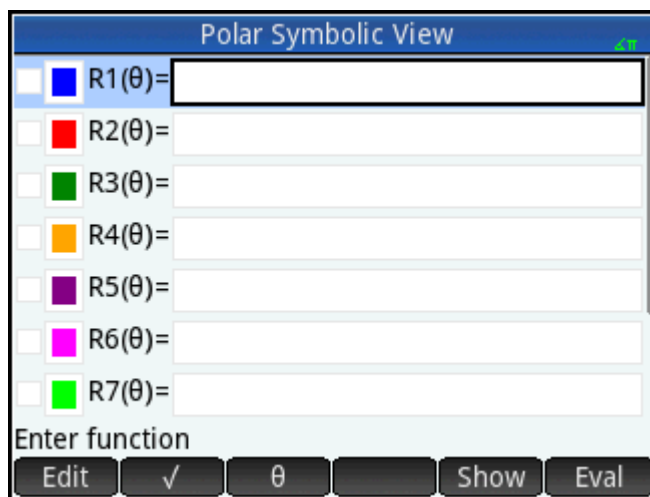 Polar Symbolic View
∡π
R1(θ)=
R2(θ)=
R3(θ)=
R4(θ)=
R5(θ)=
R6(θ)=
R7(θ)=
Enter function
Edit √ θ Show Eval